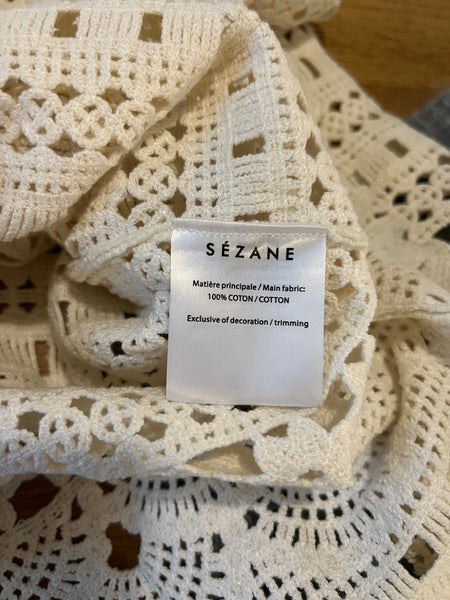 SÉZANE
Matière principale / Main fabric:
100% COTON / COTTON
Exclusive of decoration / trimming